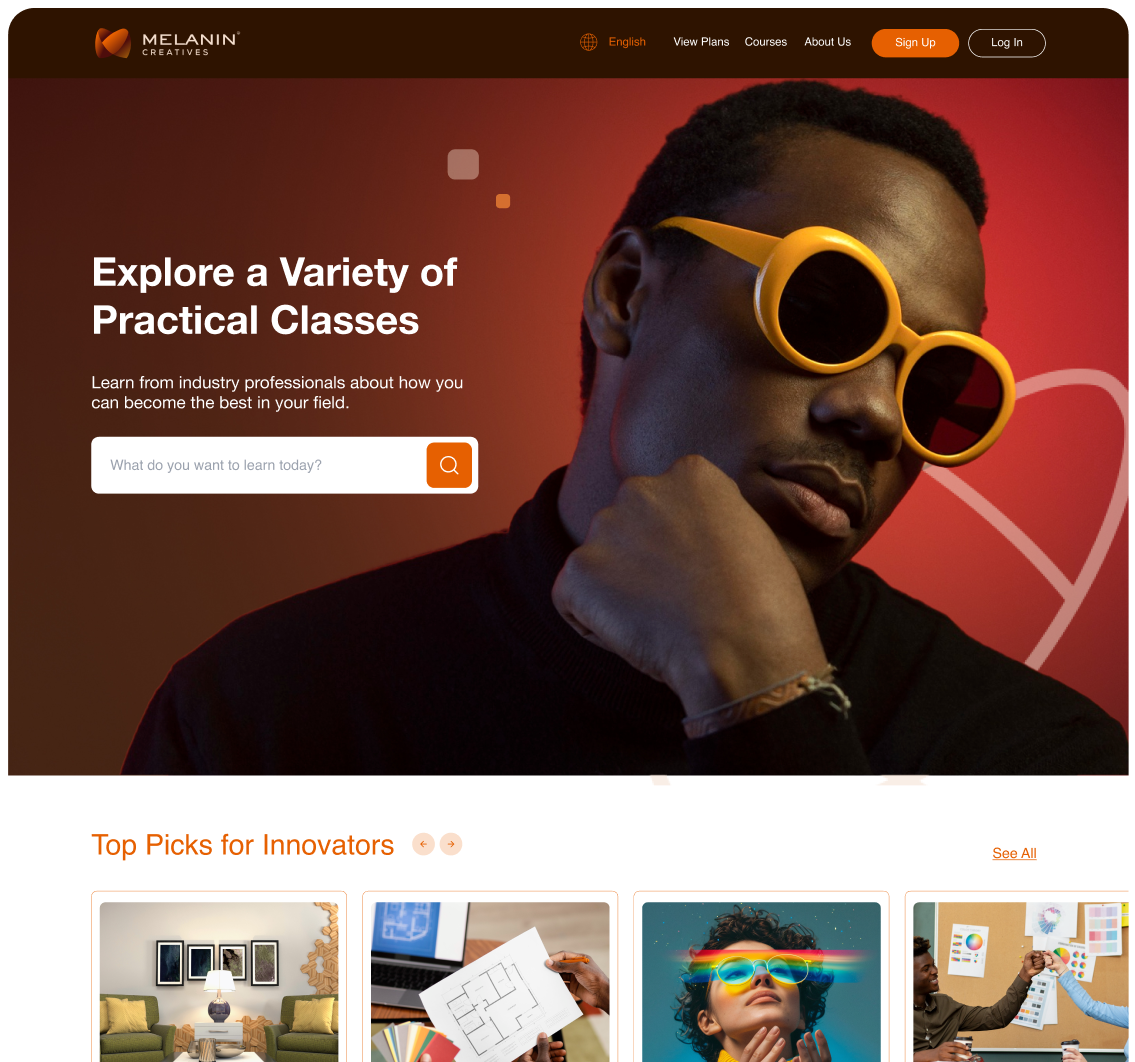 MELANIN®
CREATIVES
English
View Plans
Courses
About Us
Sign Up
Log In
Explore a Variety of
Practical Classes
Learn from industry professionals about how you
can become the best in your field.
What do you want to learn today?
Top Picks for Innovators
See All